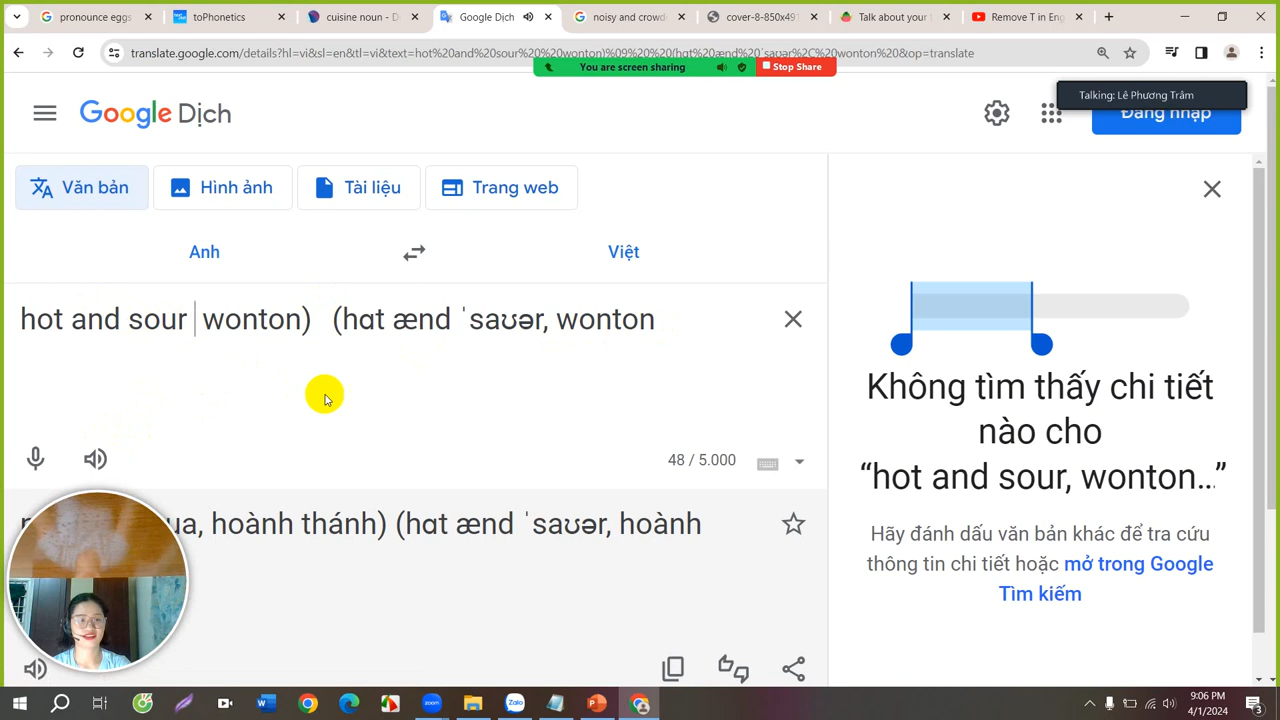 pronounce eggs
toPhonetics
cuisine noun - D
Google Dịch
noisy and crowd
cover-8-850x491
Talk about your
Remove T in En
translate.google.com/details?hl=vi&sl=en&tl=vi&text=hot%20and%20sour%20%20wonton)%09%20%20(hɑt%20ænd%20ˈsaʊər%2C%20wonton%20&op=translate
You are screen sharing
Stop Share
Talking: Lê Phương Trâm
Google Dịch
Đăng nhập
Văn bản
Hình ảnh
Tài liệu
Trang web
Anh
Việt
hot and sour wonton) (hɑt ænd ˈsaʊər, wonton
48 / 5.000
ua, hoành thánh) (hɑt ænd ˈsaʊər, hoành
Không tìm thấy chi tiết
nào cho
“hot and sour, wonton...”
Hãy đánh dấu văn bản khác để tra cứu
thông tin chi tiết hoặc mở trong Google
Tìm kiếm
zoom
Zalo
9:06 PM
4/1/2024
3